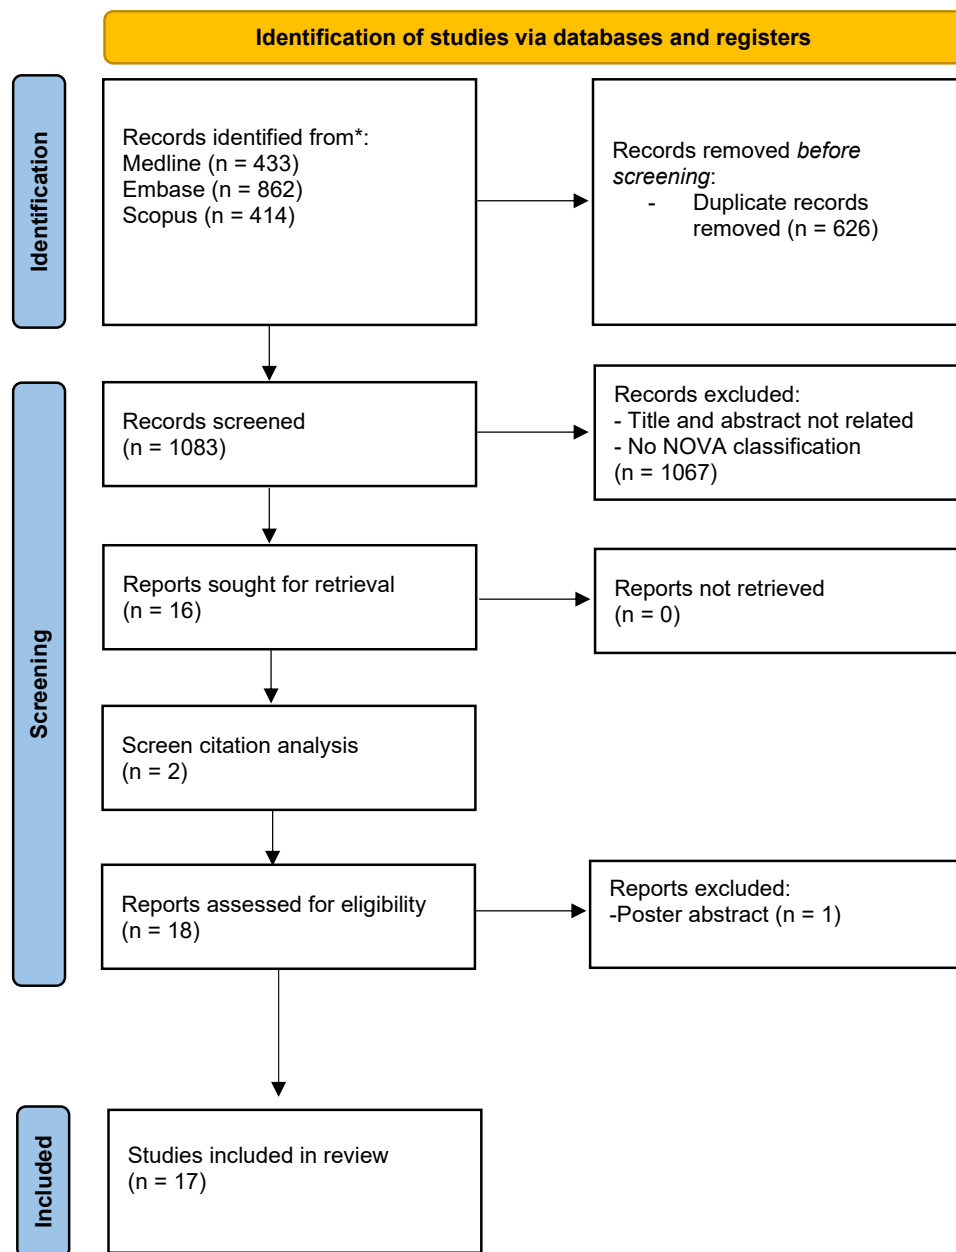 Identification of studies via databases and registers
Identification
Records identified from*:
Medline (n = 433)
Embase (n = 862)
Scopus (n = 414)
Records removed before
screening:
- Duplicate records
removed (n = 626)
Screening
Records screened
(n = 1083)
Records excluded:
- Title and abstract not related
- No NOVA classification
(n = 1067)
Reports sought for retrieval
(n = 16)
Reports not retrieved
(n = 0)
Screen citation analysis
(n = 2)
Reports assessed for eligibility
(n = 18)
Reports excluded:
-Poster abstract (n = 1)
Included
Studies included in review
(n = 17)